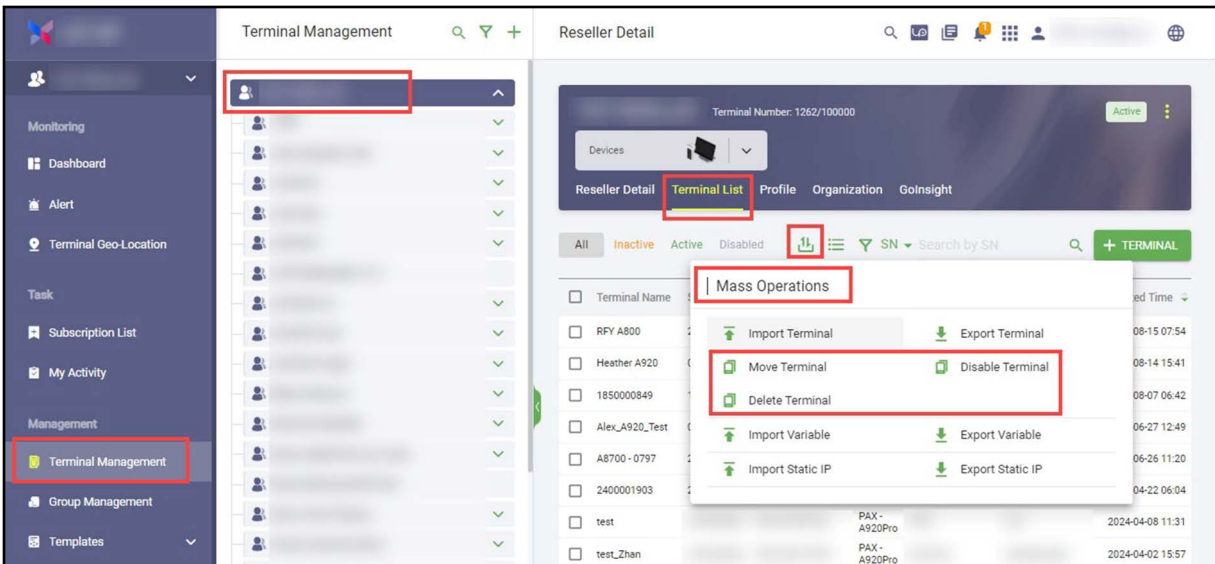 Terminal Management
Reseller Detail
Monitoring
Dashboard
Alert
Terminal Geo-Location
Task
Subscription List
My Activity
Management
Terminal Management
Group Management
Templates
Terminal Number: 1262/100000
Active
Devices
Reseller Detail Terminal List Profile Organization GoInsight
All Inactive Active Disabled SN Search by SN + TERMINAL
Mass Operations
Import Terminal Export Terminal
Move Terminal Disable Terminal
Delete Terminal
Import Variable Export Variable
Import Static IP Export Static IP
Terminal Name ed Time
RFY A800 08-15 07:54
Heather A920 08-14 15:41
1850000849 08-07 06:42
Alex_A920_Test 06-27 12:49
A8700 - 0797 06-26 11:20
2400001903 04-22 06:04
test PAX - A920Pro 2024-04-08 11:31
test_Zhan PAX - A920Pro 2024-04-02 15:57